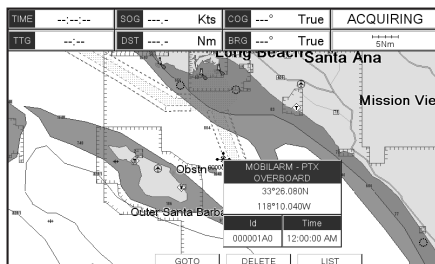 TIME --:--:-- SOG ---.- Kts COG ---° True ACQUIRING
TTG --:--:-- DST ---.- Nm BRG ---° True 5Nm
Long Beach
Santa Ana
Mission Vie
Obstn
MOBILARM - PTX
OVERBOARD
33°26.080N
118°10.040W
Outer Santa Barba
Id Time
000001A0 12:00:00 AM
GOTO DELETE LIST